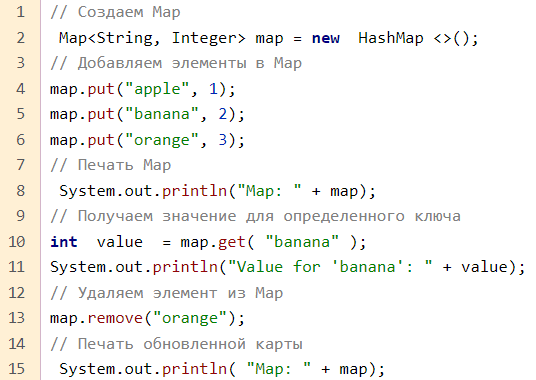 1 // Создаем Map
2 Map<String, Integer> map = new HashMap <>();
3 // Добавляем элементы в Map
4 map.put("apple", 1);
5 map.put("banana", 2);
6 map.put("orange", 3);
7 // Печать Map
8 System.out.println("Map: " + map);
9 // Получаем значение для определенного ключа
10 int value = map.get( "banana" );
11 System.out.println("Value for 'banana': " + value);
12 // Удаляем элемент из Map
13 map.remove("orange");
14 // Печать обновленной карты
15 System.out.println( "Map: " + map);